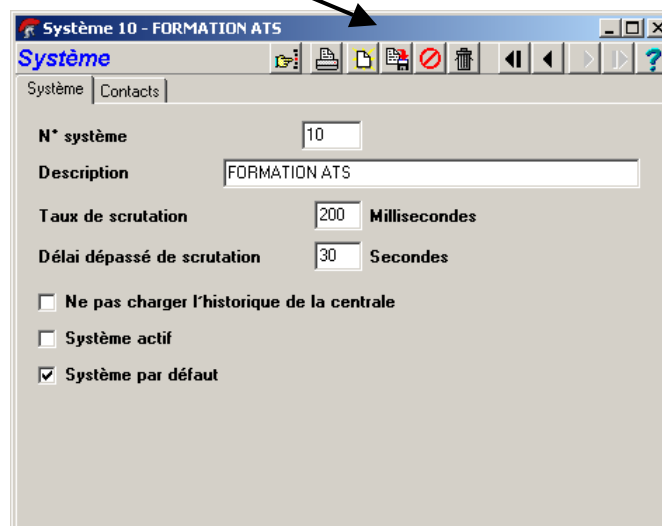 Système 10 - FORMATION ATS
Système
Système Contacts
N° système 10
Description FORMATION ATS
Taux de scrutation 200 Millisecondes
Délai dépassé de scrutation 30 Secondes
Ne pas charger l'historique de la centrale
Système actif
Système par défaut